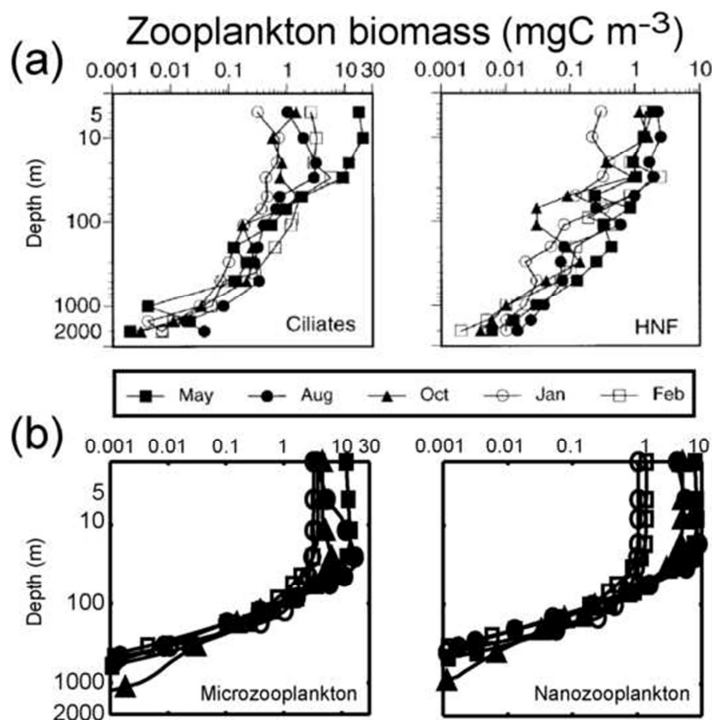 Zooplankton biomass (mgC m-3)
(a)
0.001 0.01 0.1 1 10 30
0.001 0.01 0.1 1 10
5
10
100
1000
2000
Depth (m)
Ciliates
HNF
May Aug Oct Jan Feb
(b)
0.001 0.01 0.1 1 10 30
0.001 0.01 0.1 1 10
5
10
100
1000
2000
Depth (m)
Microzooplankton
Nanozooplankton